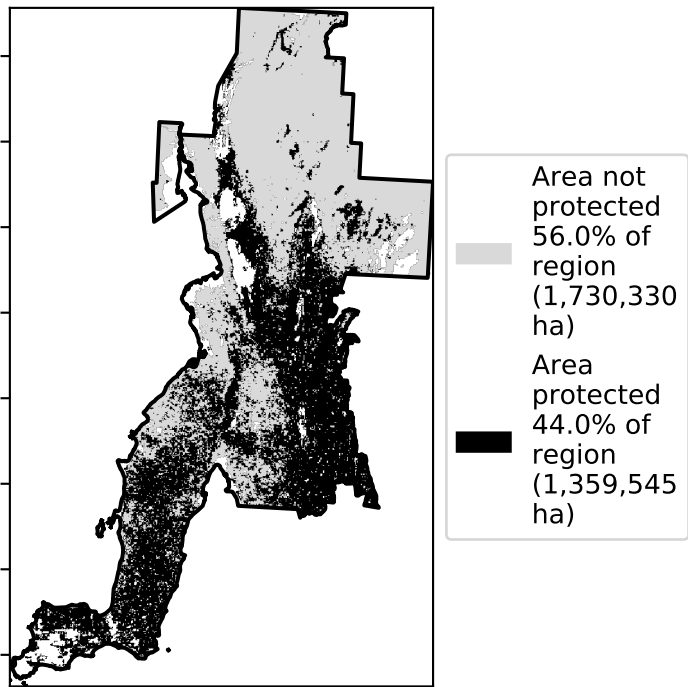 Area not
protected
56.0% of
region
(1,730,330
ha)
Area
protected
44.0% of
region
(1,359,545
ha)